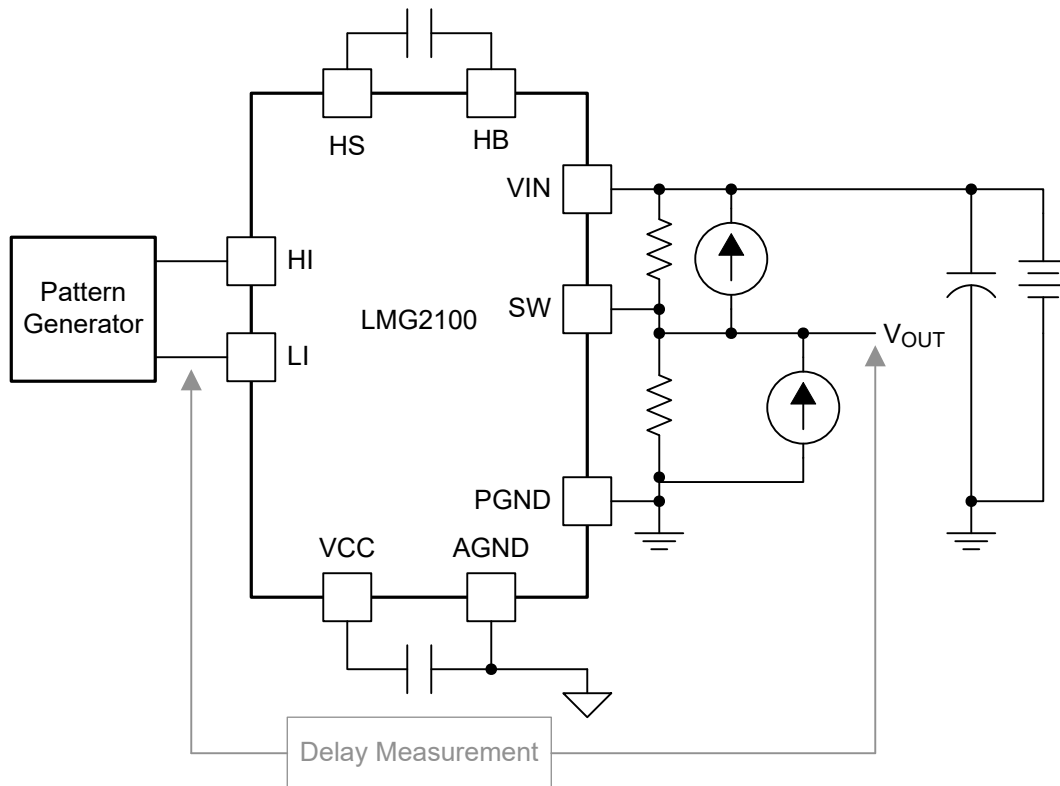 HS
HB
VIN
HI
Pattern
Generator
LMG2100
SW
LI
VOUT
PGND
VCC
AGND
Delay Measurement